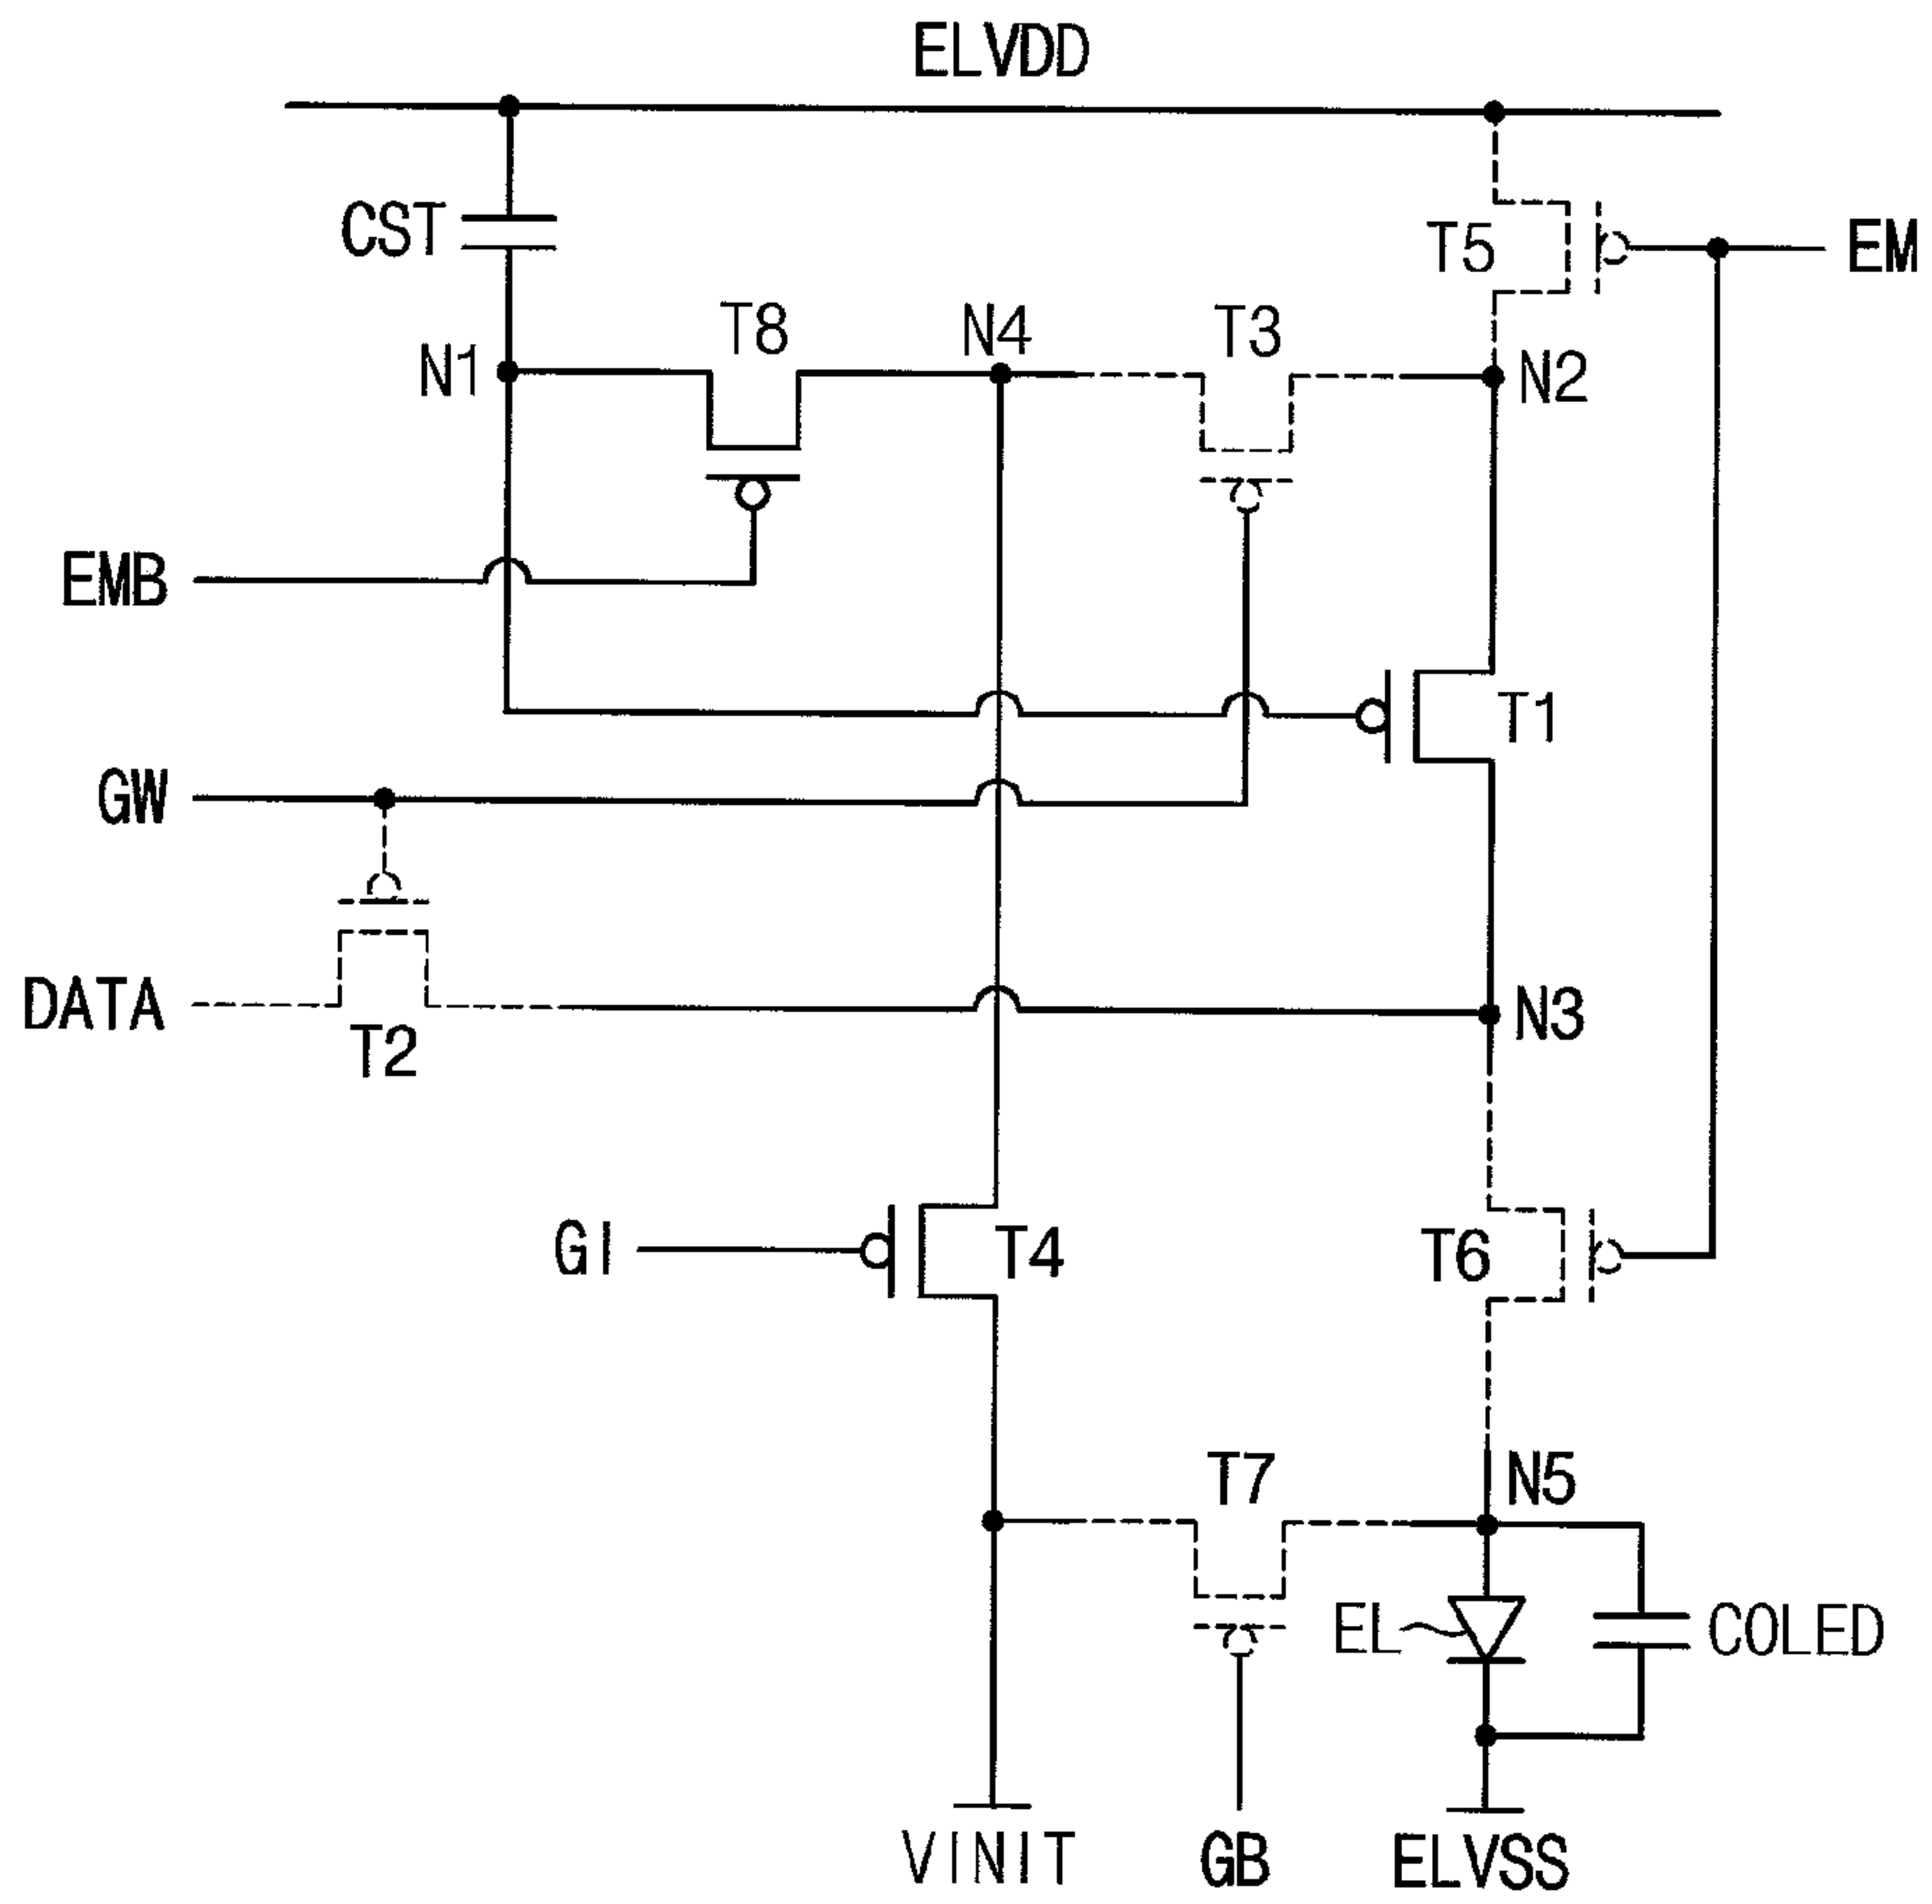 ELVDD
CST
T5
EM
T8
N4
T3
N1
N2
EMB
T1
GW
DATA
T2
N3
GI
T4
T6
T7
N5
EL
COLED
VINIT
GB
ELVSS